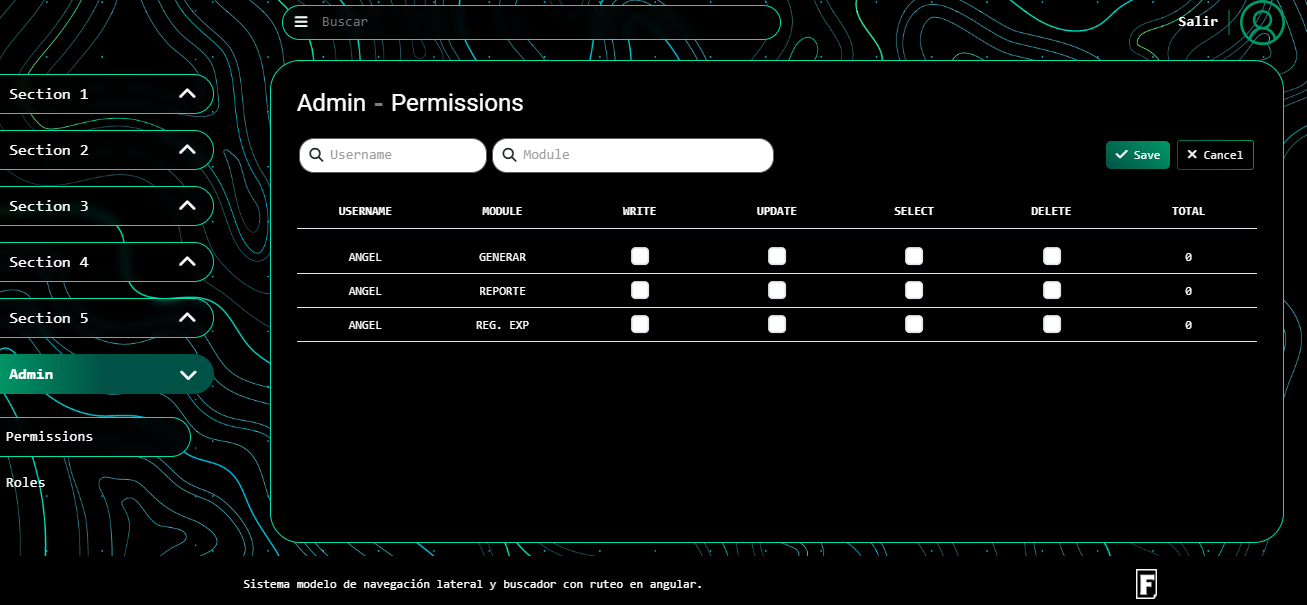 Buscar
Salir
Section 1
Section 2
Section 3
Section 4
Section 5
Admin
Permissions
Roles
Admin - Permissions
Username Module Save Cancel
USERNAME MODULE WRITE UPDATE SELECT DELETE TOTAL
ANGEL GENERAR 0
ANGEL REPORTE 0
ANGEL REG. EXP 0
Sistema modelo de navegación lateral y buscador con ruteo en angular.
F